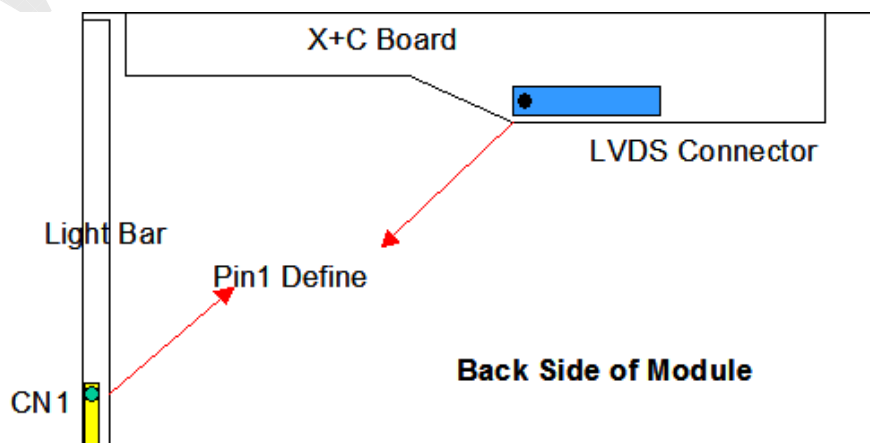 X+C Board
LVDS Connector
Light Bar
Pin1 Define
Back Side of Module
CN1